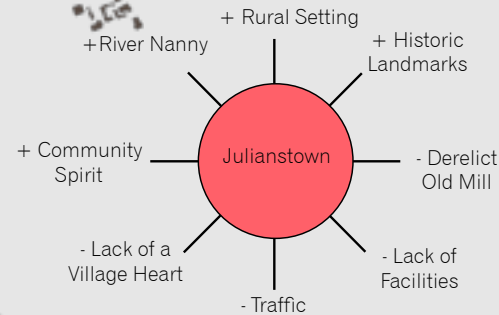 + Rural Setting
+River Nanny
+ Historic
Landmarks
+ Community
Spirit
Julianstown
- Derelict
Old Mill
- Lack of a
Village Heart
- Lack of
Facilities
- Traffic